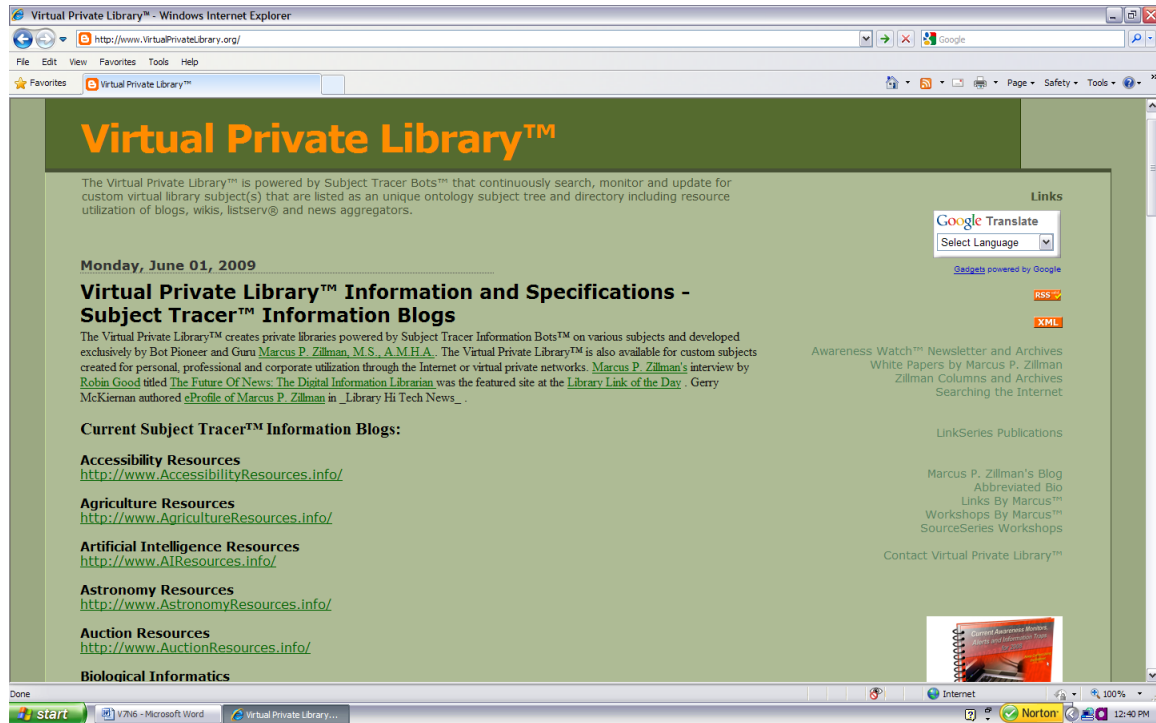 Virtual Private Library™ - Windows Internet Explorer
http://www.VirtualPrivateLibrary.org/
Google
File Edit View Favorites Tools Help
Favorites
Virtual Private Library™
Page Safety Tools
Virtual Private Library™
The Virtual Private Library™ is powered by Subject Tracer Bots™ that continuously search, monitor and update for
custom virtual library subject(s) that are listed as an unique ontology subject tree and directory including resource
utilization of blogs, wikis, listserv® and news aggregators.
Monday, June 01, 2009
Virtual Private Library™ Information and Specifications -
Subject Tracer™ Information Blogs
The Virtual Private Library™ creates private libraries powered by Subject Tracer Information Bots™ on various subjects and developed
exclusively by Bot Pioneer and Guru Marcus P. Zillman, M.S., A.M.H.A.. The Virtual Private Library™ is also available for custom subjects
created for personal, professional and corporate utilization through the Internet or virtual private networks. Marcus P. Zillman's interview by
Robin Good titled The Future Of News: The Digital Information Librarian was the featured site at the Library Link of the Day . Gerry
McKiernan authored eProfile of Marcus P. Zillman in _Library Hi Tech News_ .
Current Subject Tracer™ Information Blogs:
Accessibility Resources
http://www.AccessibilityResources.info/
Agriculture Resources
http://www.AgricultureResources.info/
Artificial Intelligence Resources
http://www.AIResources.info/
Astronomy Resources
http://www.AstronomyResources.info/
Auction Resources
http://www.AuctionResources.info/
Biological Informatics
Links
Google Translate
Select Language
Gadgets powered by Google
RSS
XML
Awareness Watch™ Newsletter and Archives
White Papers by Marcus P. Zillman
Zillman Columns and Archives
Searching the Internet
LinkSeries Publications
Marcus P. Zillman's Blog
Abbreviated Bio
Links By Marcus™
Workshops By Marcus™
SourceSeries Workshops
Contact Virtual Private Library™
Current Awareness Monitors,
Done
Internet
100%
start
V7N6 - Microsoft Word
Virtual Private Library...
Norton
12:40 PM